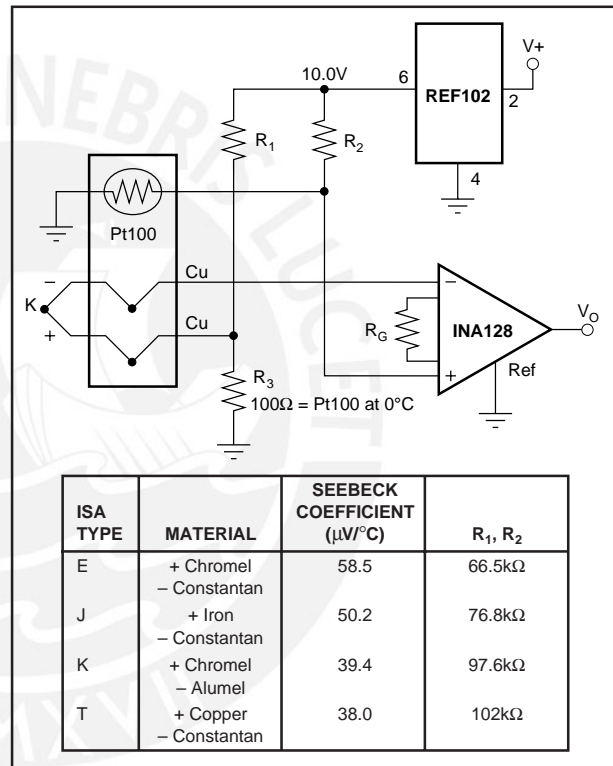 10.0V
6
REF102
V+
2
4
R1
R2
Pt100
Cu
Cu
−
K
+
RG
−
+
INA128
VO
Ref
R3
100Ω = Pt100 at 0°C
ISA TYPE
MATERIAL
SEEBECK COEFFICIENT (µV/°C)
R1, R2
E
+ Chromel
– Constantan
58.5
66.5kΩ
J
+ Iron
– Constantan
50.2
76.8kΩ
K
+ Chromel
– Alumel
39.4
97.6kΩ
T
+ Copper
– Constantan
38.0
102kΩ